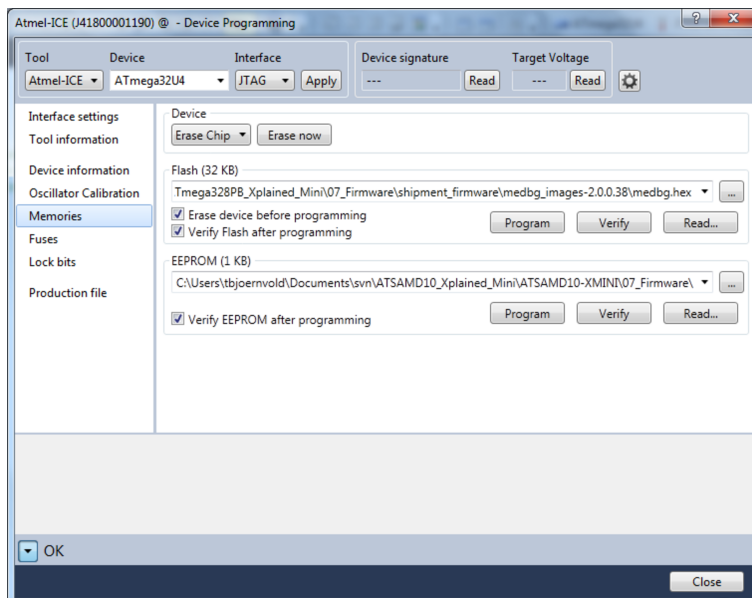 Atmel-ICE (J41800001190) @ - Device Programming
Tool Device Interface Device signature Target Voltage
Atmel-ICE ATmega32U4 JTAG Apply --- Read --- Read
Interface settings
Tool information
Device information
Oscillator Calibration
Memories
Fuses
Lock bits
Production file
Device
Erase Chip Erase now
Flash (32 KB)
Tmega328PB_Xplained_Mini\07_Firmware\shipment_firmware\medbg_images-2.0.0.38\medbg.hex ...
Erase device before programming
Verify Flash after programming
Program Verify Read...
EEPROM (1 KB)
C:\Users\tbjoernvold\Documents\svn\ATSAMD10_Xplained_Mini\ATSAMD10-XMINI\07_Firmware\ ...
Verify EEPROM after programming
Program Verify Read...
OK
Close